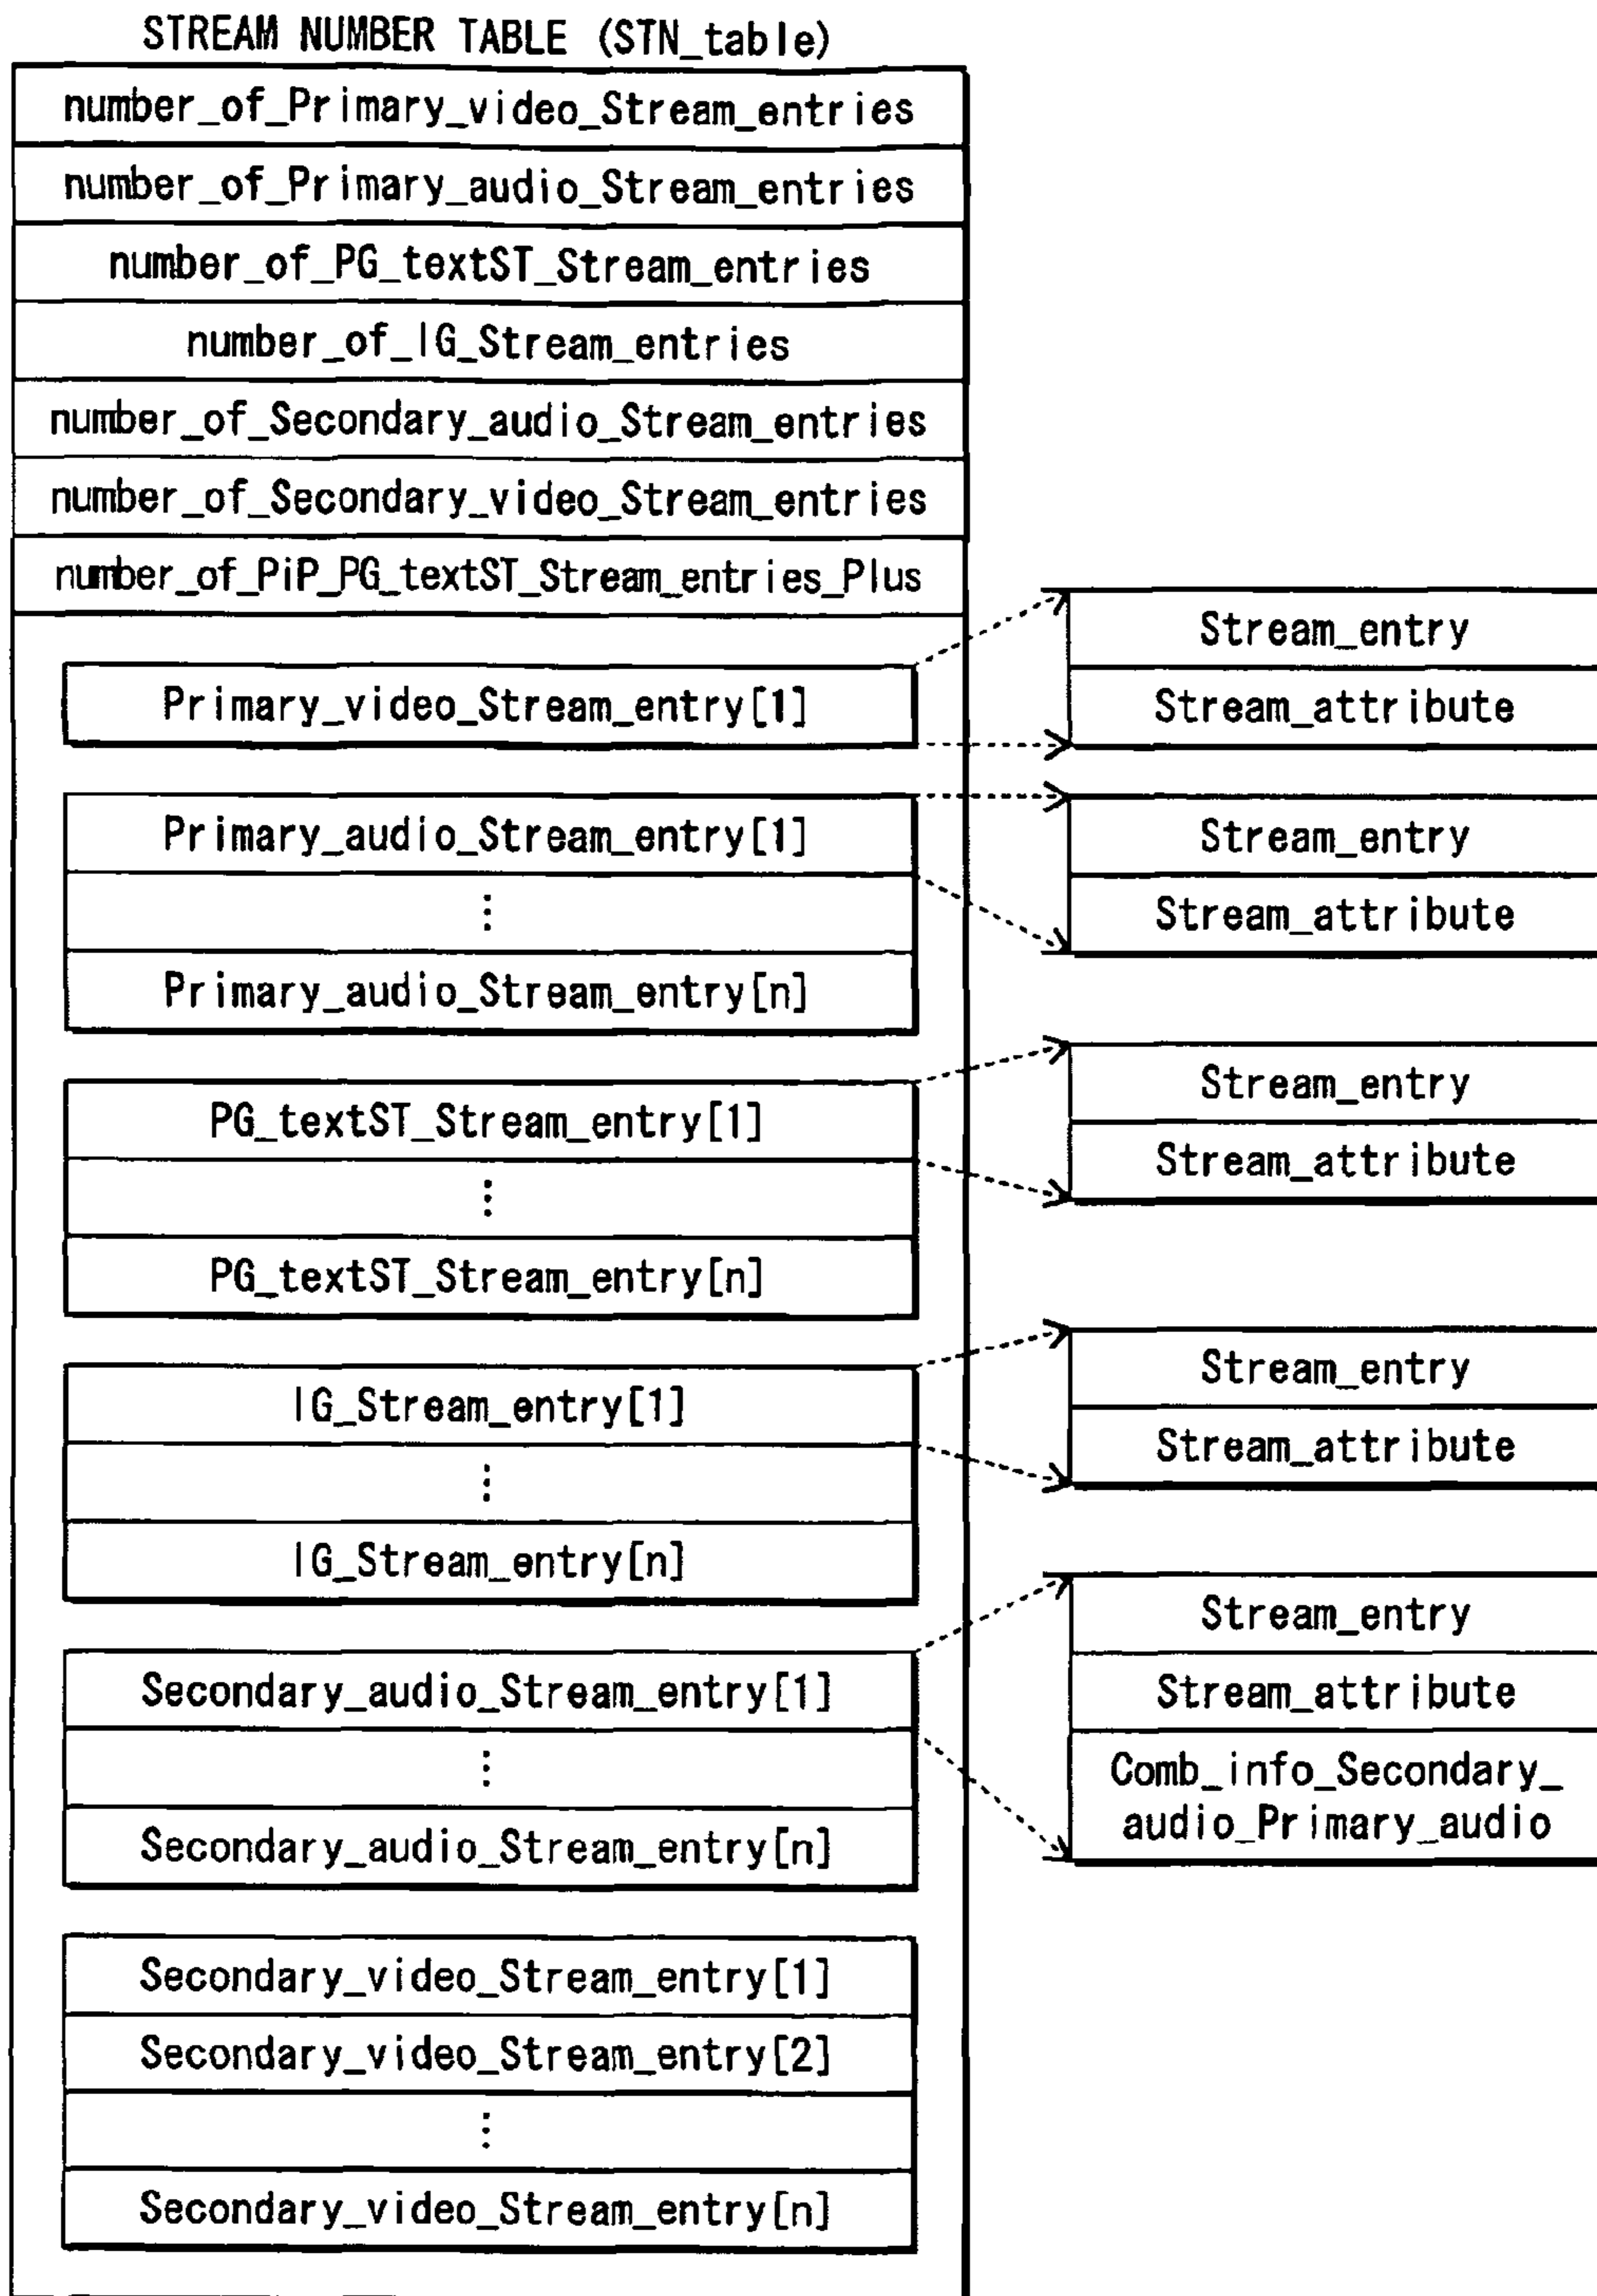 STREAM NUMBER TABLE (STN_table)
number_of_Primary_video_Stream_entries
number_of_Primary_audio_Stream_entries
number_of_PG_textST_Stream_entries
number_of_IG_Stream_entries
number_of_Secondary_audio_Stream_entries
number_of_Secondary_video_Stream_entries
number_of_PiP_PG_textST_Stream_entries_Plus
Primary_video_Stream_entry[1]
Stream_entry
Stream_attribute
Primary_audio_Stream_entry[1]
⋮
Primary_audio_Stream_entry[n]
Stream_entry
Stream_attribute
PG_textST_Stream_entry[1]
⋮
PG_textST_Stream_entry[n]
Stream_entry
Stream_attribute
IG_Stream_entry[1]
⋮
IG_Stream_entry[n]
Stream_entry
Stream_attribute
Secondary_audio_Stream_entry[1]
⋮
Secondary_audio_Stream_entry[n]
Stream_entry
Stream_attribute
Comb_info_Secondary_
audio_Primary_audio
Secondary_video_Stream_entry[1]
Secondary_video_Stream_entry[2]
⋮
Secondary_video_Stream_entry[n]